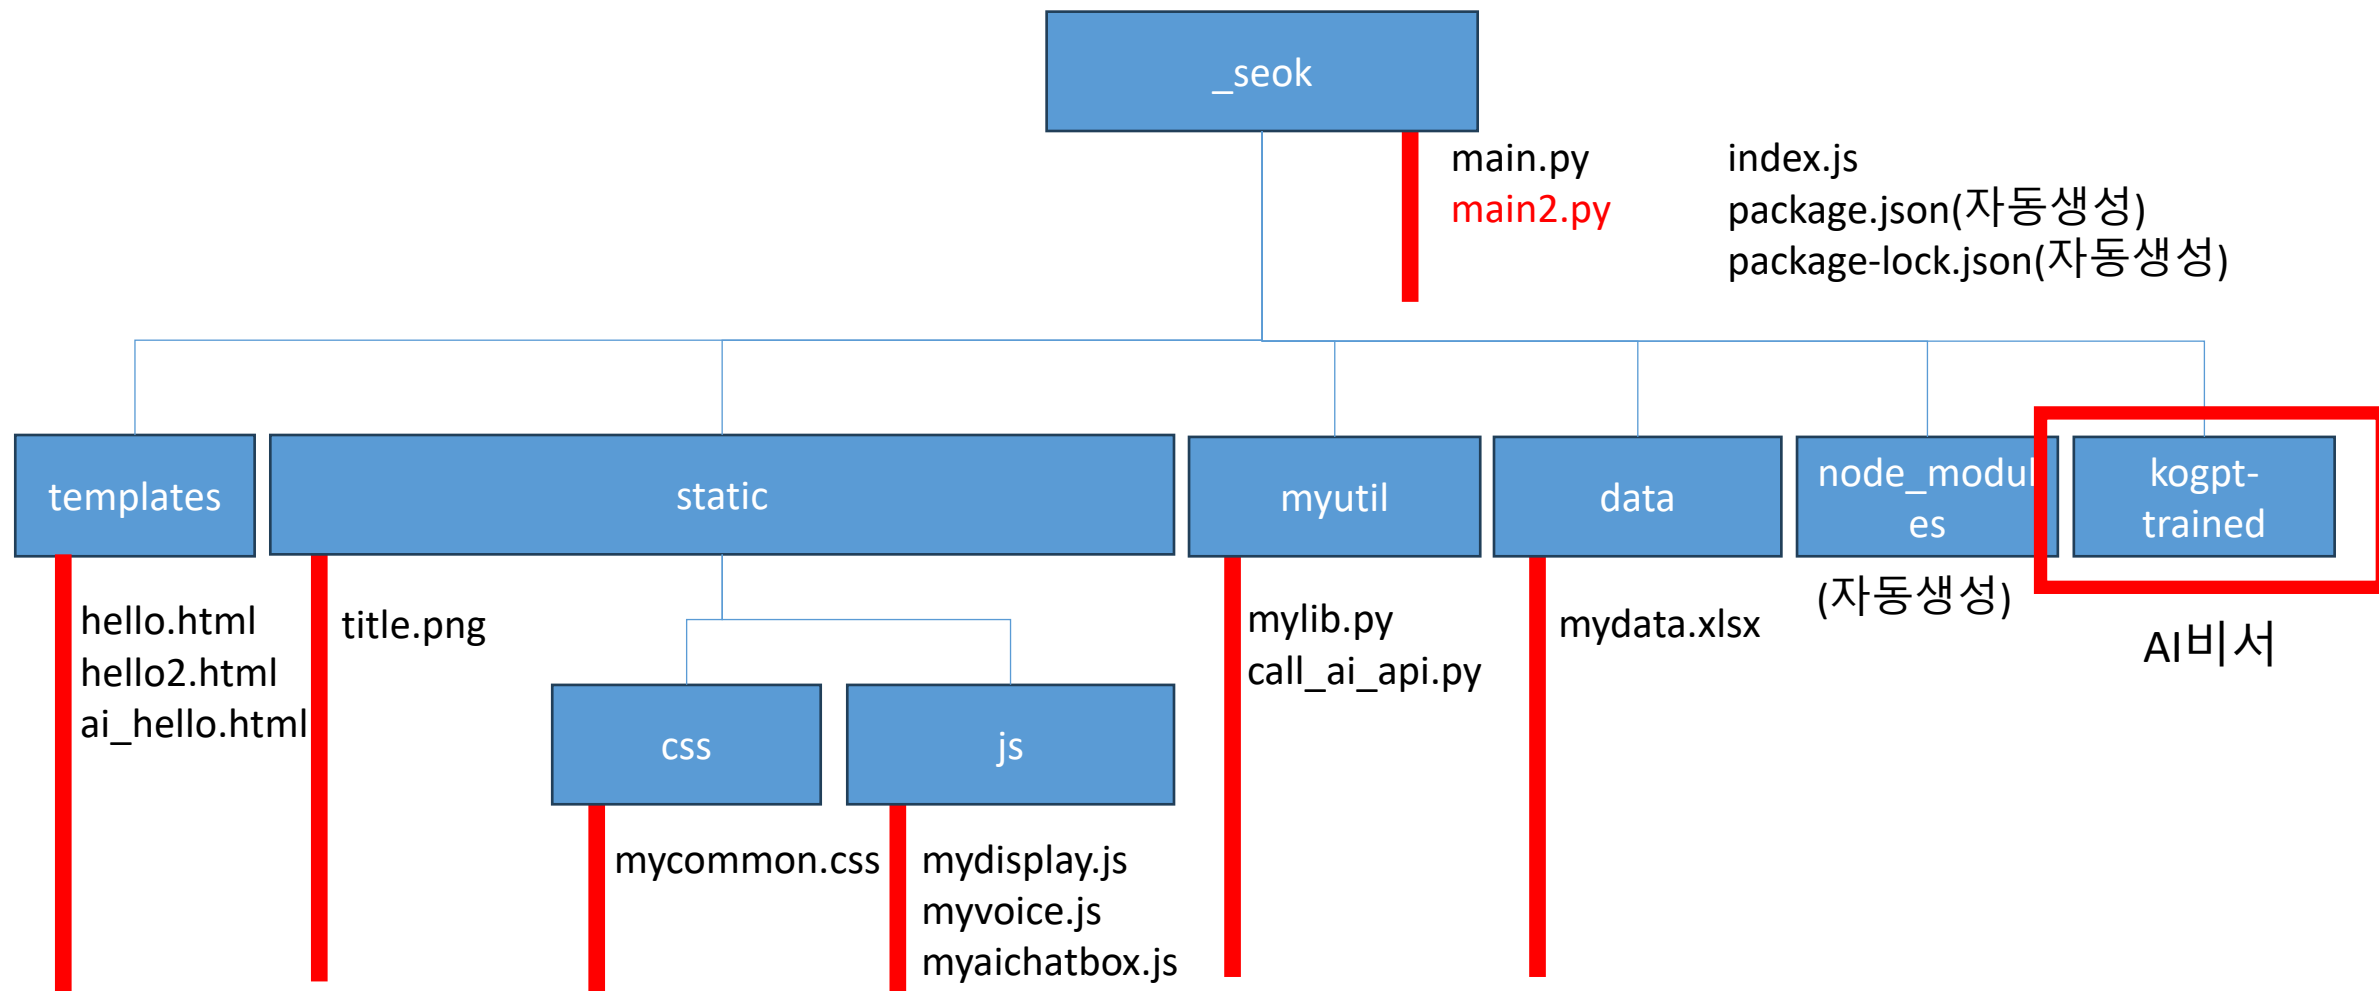 _seok
main.py
main2.py
index.js
package.json(자동생성)
package-lock.json(자동생성)
templates
static
myutil
data
node_modul
es
kogpt-
trained
hello.html
hello2.html
ai_hello.html
title.png
mylib.py
call_ai_api.py
mydata.xlsx
(자동생성)
AI비서
css
js
mycommon.css
mydisplay.js
myvoice.js
myaichatbox.js